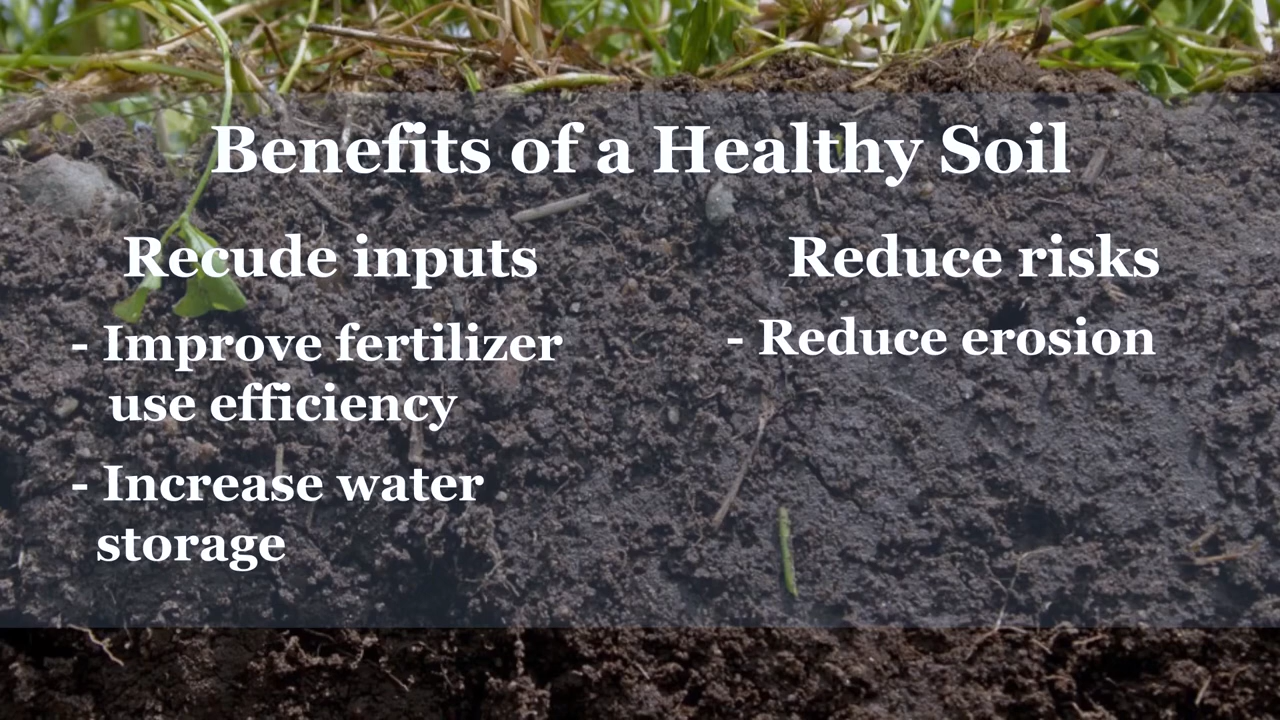 Benefits of a Healthy Soil
Recude inputs
- Improve fertilizer
use efficiency
- Increase water
storage
Reduce risks
- Reduce erosion